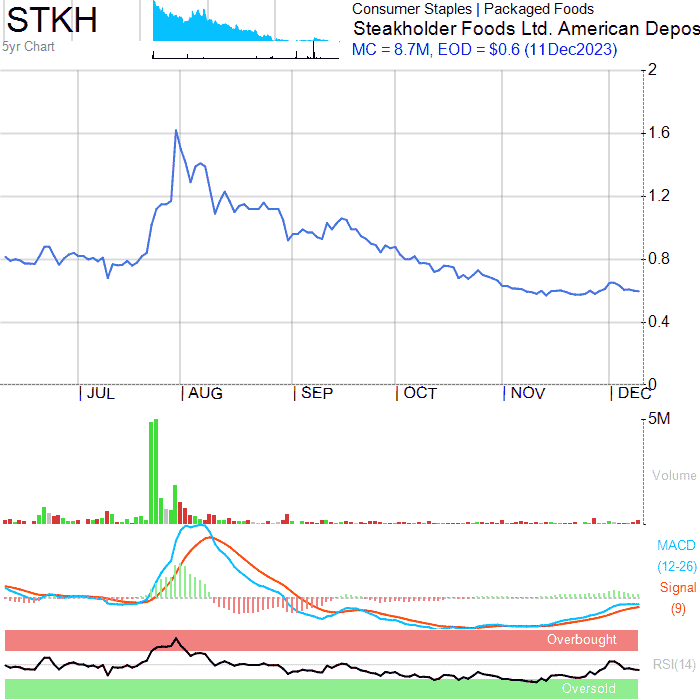 STKH
5yr Chart
Consumer Staples | Packaged Foods
Steakholder Foods Ltd. American Depos
MC = 8.7M, EOD = $0.6 (11Dec2023)
2
1.6
1.2
0.8
0.4
0
| JUL | AUG | SEP | OCT | NOV | DEC
5M
Volume
MACD
(12-26)
Signal
(9)
Overbought
RSI(14)
Oversold